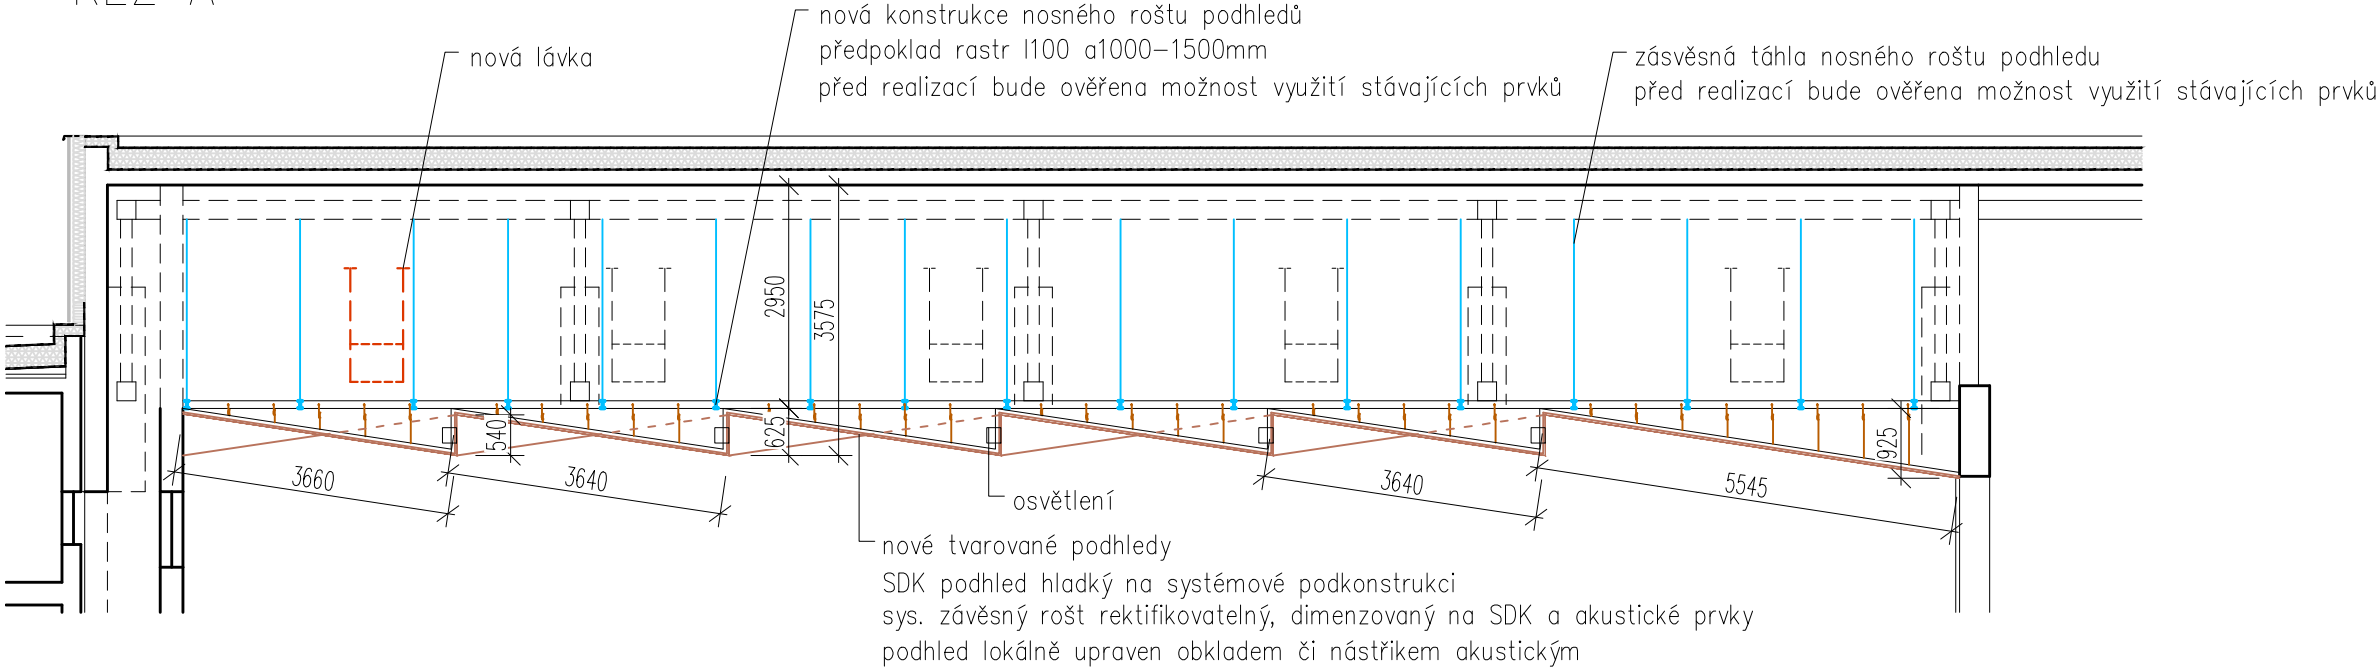 nová konstrukce nosného roštu podhledů
předpoklad rastr I100 a1000-1500mm
před realizací bude ověřena možnost využití stávajících prvků
nová lávka
zásvěsná táhla nosného roštu podhledu
před realizací bude ověřena možnost využití stávajících prvků
2950
3575
625
540
925
3660
3640
3640
5545
osvětlení
nové tvarované podhledy
SDK podhled hladký na systémové podkonstrukci
sys. závěsný rošt rektifikovatelný, dimenzovaný na SDK a akustické prvky
podhled lokálně upraven obkladem či nástřikem akustickým